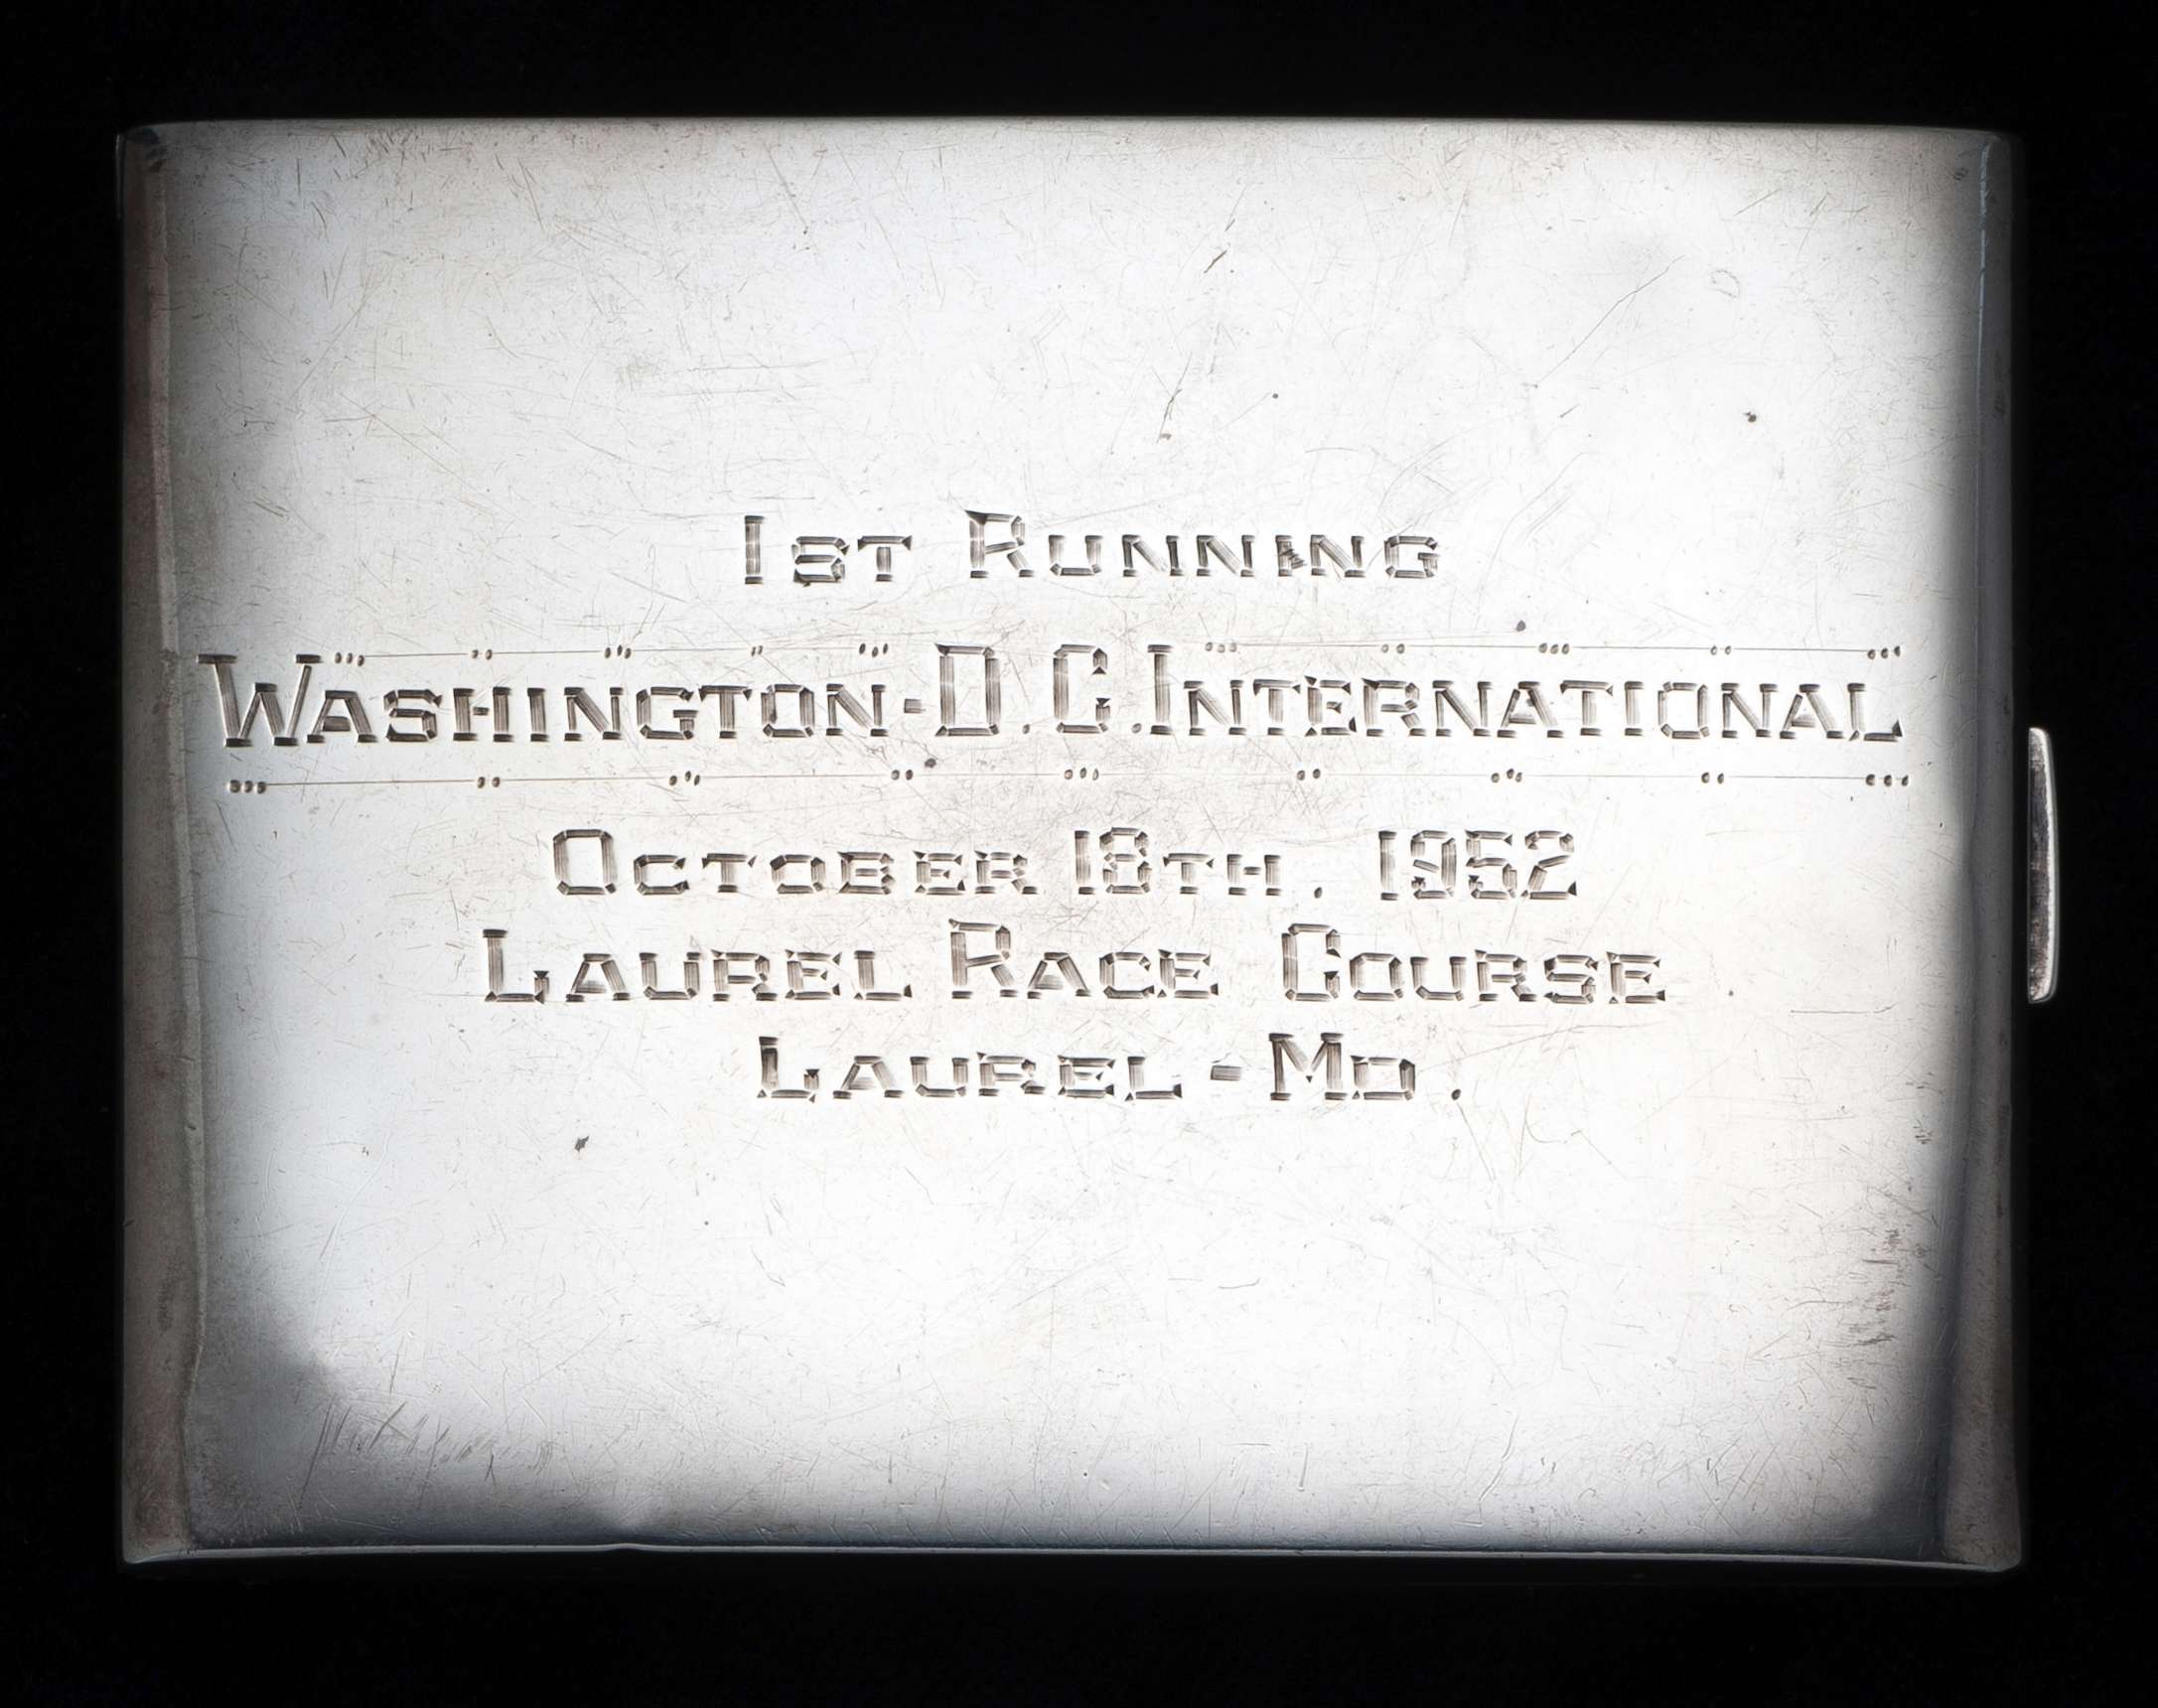 1st Running
Washington-D.C. International
October 18th. 1952
Laurel Race Course
Laurel - Md.